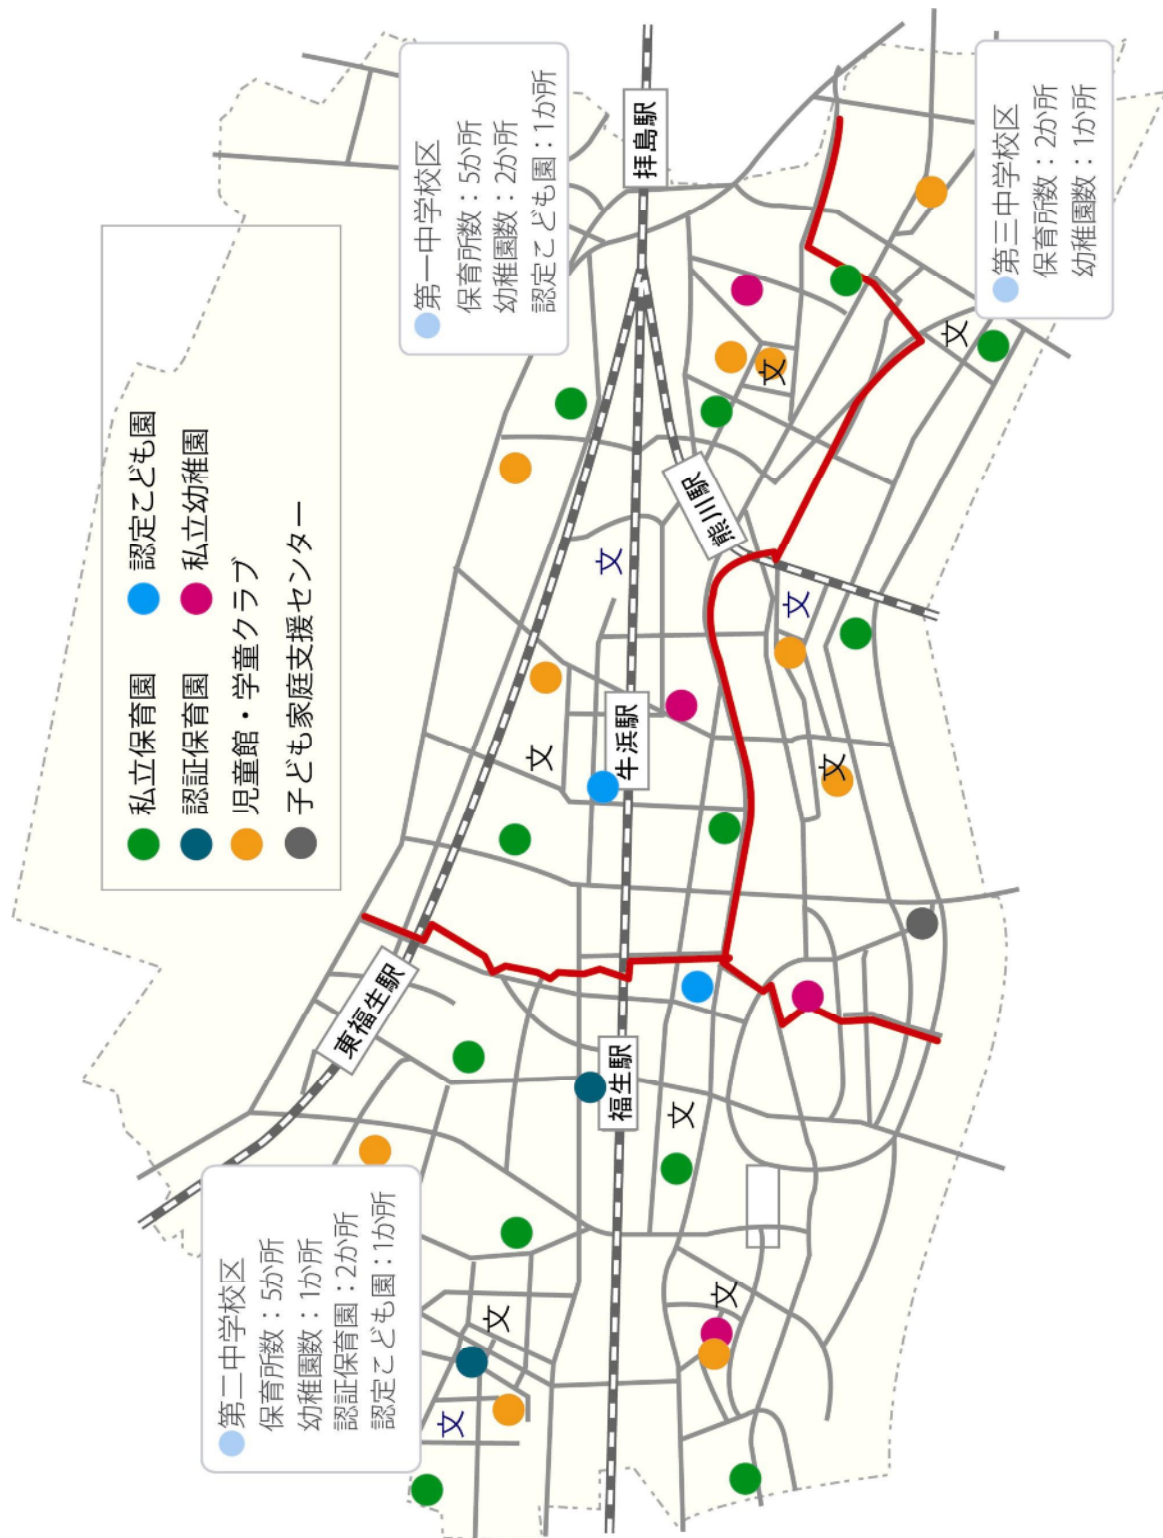 私立保育園
認定こども園
認証保育園
私立幼稚園
児童館・学童クラブ
子ども家庭支援センター
第二中学校区
保育所数：5か所
幼稚園数：1か所
認証保育園：2か所
認定こども園：1か所
第一中学校区
保育所数：5か所
幼稚園数：2か所
認定こども園：1か所
第三中学校区
保育所数：2か所
幼稚園数：1か所
東福生駅
福生駅
牛浜駅
熊川駅
拝島駅
文
文
文
文
文
文
文
文
文
文